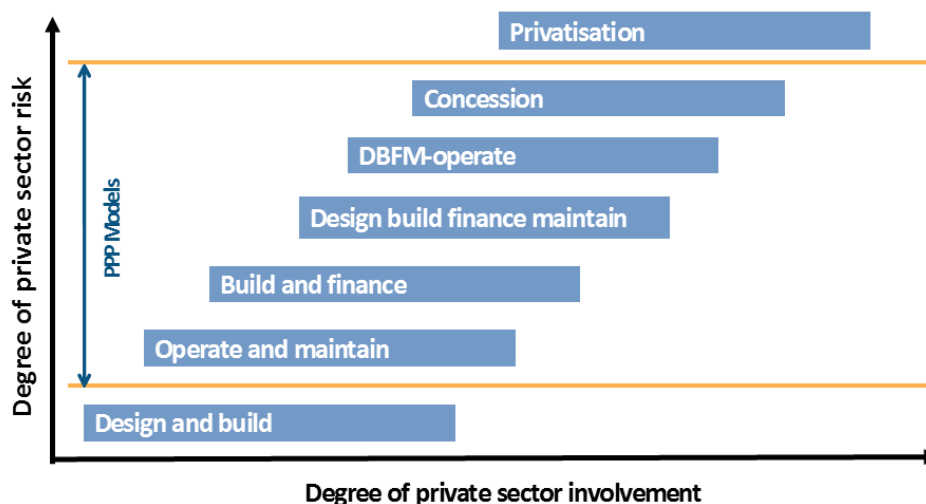 Privatisation
Concession
DBFM-operate
Design build finance maintain
Build and finance
Operate and maintain
Design and build
PPP Models
Degree of private sector risk
Degree of private sector involvement